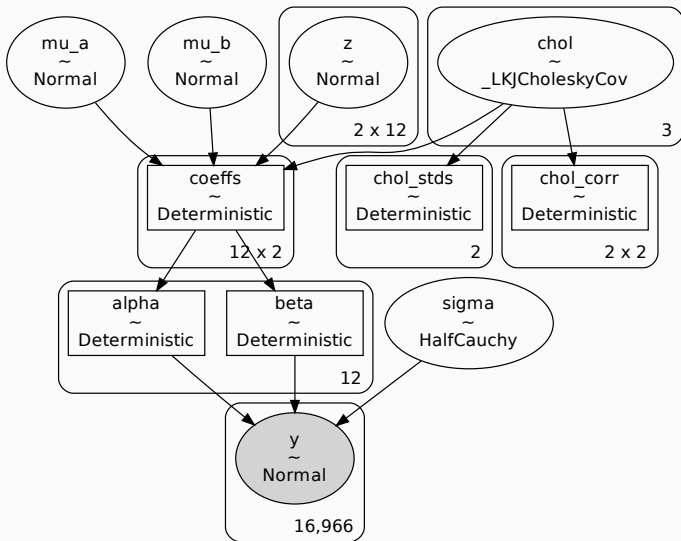 mu_a
~
Normal
mu_b
~
Normal
z
~
Normal
2 x 12
chol
~
_LKJCholeskyCov
3
coeffs
~
Deterministic
12 x 2
chol_stds
~
Deterministic
2
chol_corr
~
Deterministic
2 x 2
alpha
~
Deterministic
beta
~
Deterministic
12
sigma
~
HalfCauchy
y
~
Normal
16,966